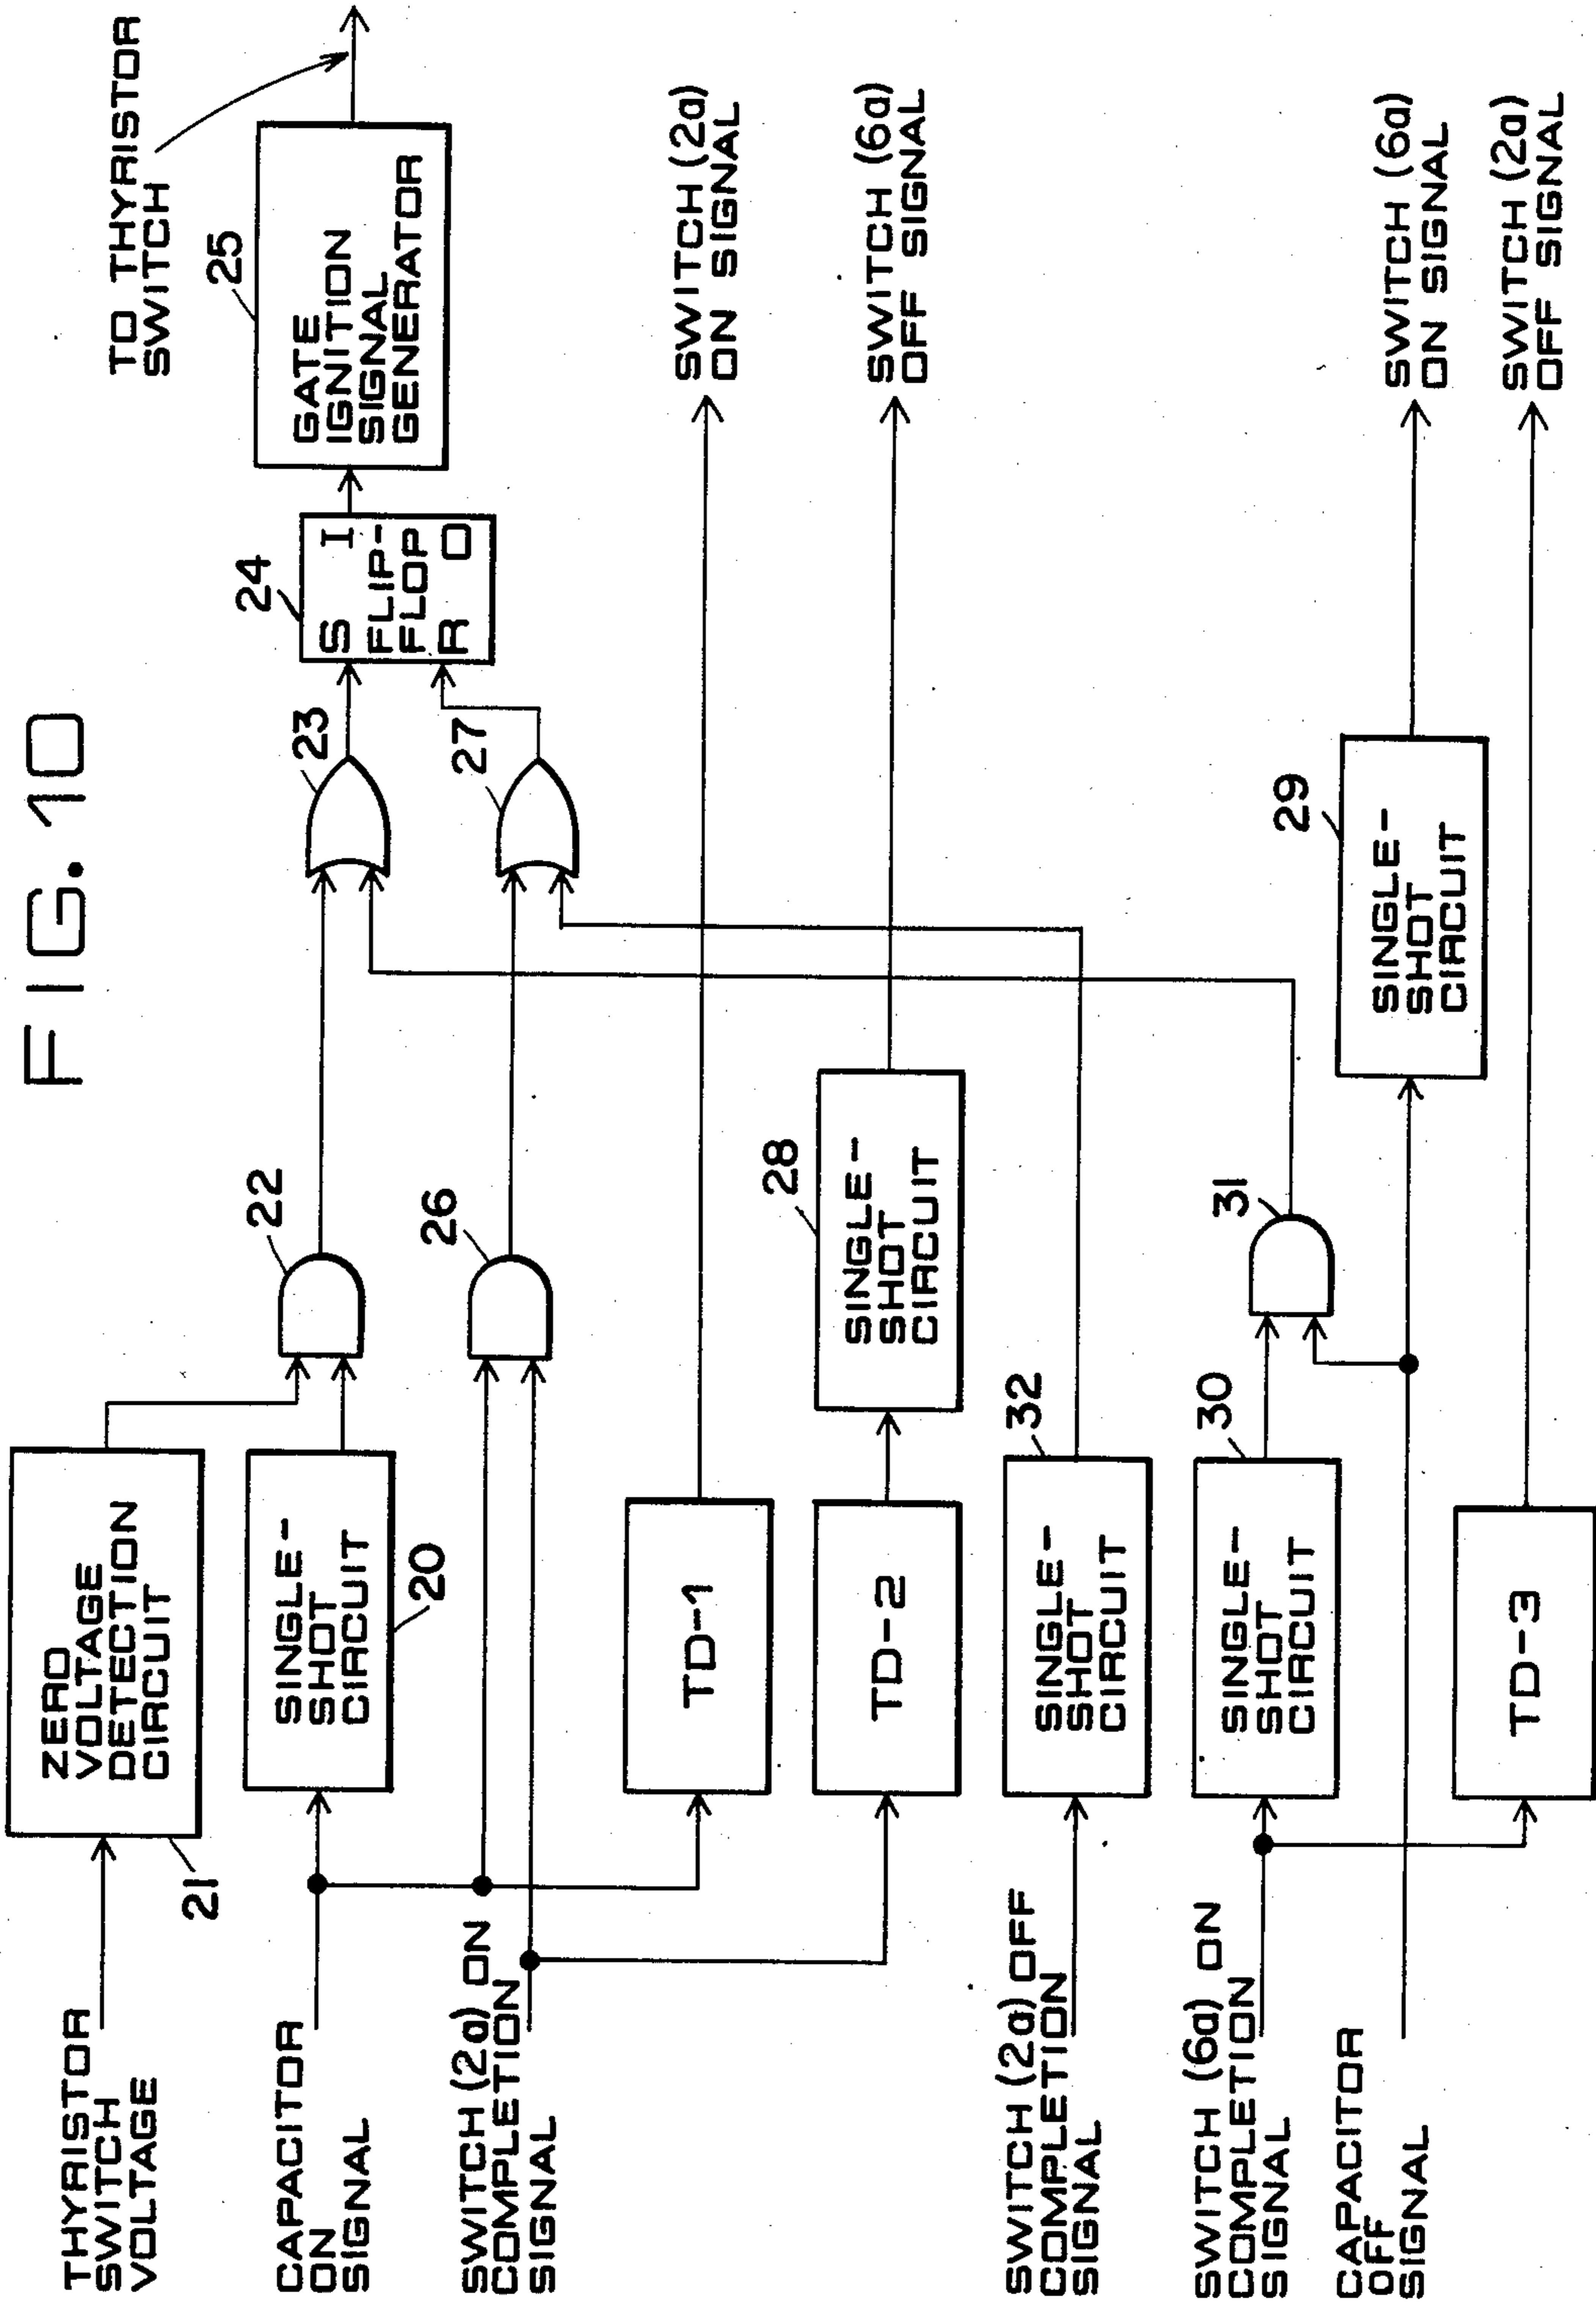 FIG. 10
THYRISTOR
SWITCH
VOLTAGE
21
ZERO
VOLTAGE
DETECTION
CIRCUIT
CAPACITOR
ON
SIGNAL
SINGLE-
SHOT
CIRCUIT
20
22
23
24
S I
FLIP-
FLOP
R O
25
GATE
IGNITION
SIGNAL
GENERATOR
TO THYRISTOR
SWITCH
SWITCH (2a) ON
COMPLETION
SIGNAL
26
27
TD-1
SWITCH (2a)
ON SIGNAL
TD-2
28
SINGLE-
SHOT
CIRCUIT
SWITCH (6a)
OFF SIGNAL
SWITCH (2a) OFF
COMPLETION
SIGNAL
32
SINGLE-
SHOT
CIRCUIT
SWITCH (6a) ON
COMPLETION
SIGNAL
30
SINGLE-
SHOT
CIRCUIT
31
CAPACITOR
OFF
SIGNAL
29
SINGLE-
SHOT
CIRCUIT
SWITCH (6a)
ON SIGNAL
TD-3
SWITCH (2a)
OFF SIGNAL